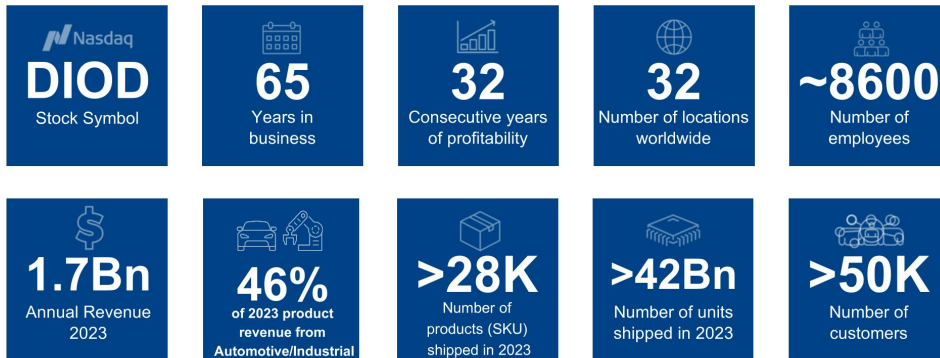 Nasdaq
DIOD
Stock Symbol
65
Years in
business
32
Consecutive years
of profitability
32
Number of locations
worldwide
~8600
Number of
employees
$
1.7Bn
Annual Revenue
2023
46%
of 2023 product
revenue from
Automotive/Industrial
>28K
Number of
products (SKU)
shipped in 2023
>42Bn
Number of units
shipped in 2023
>50K
Number of
customers